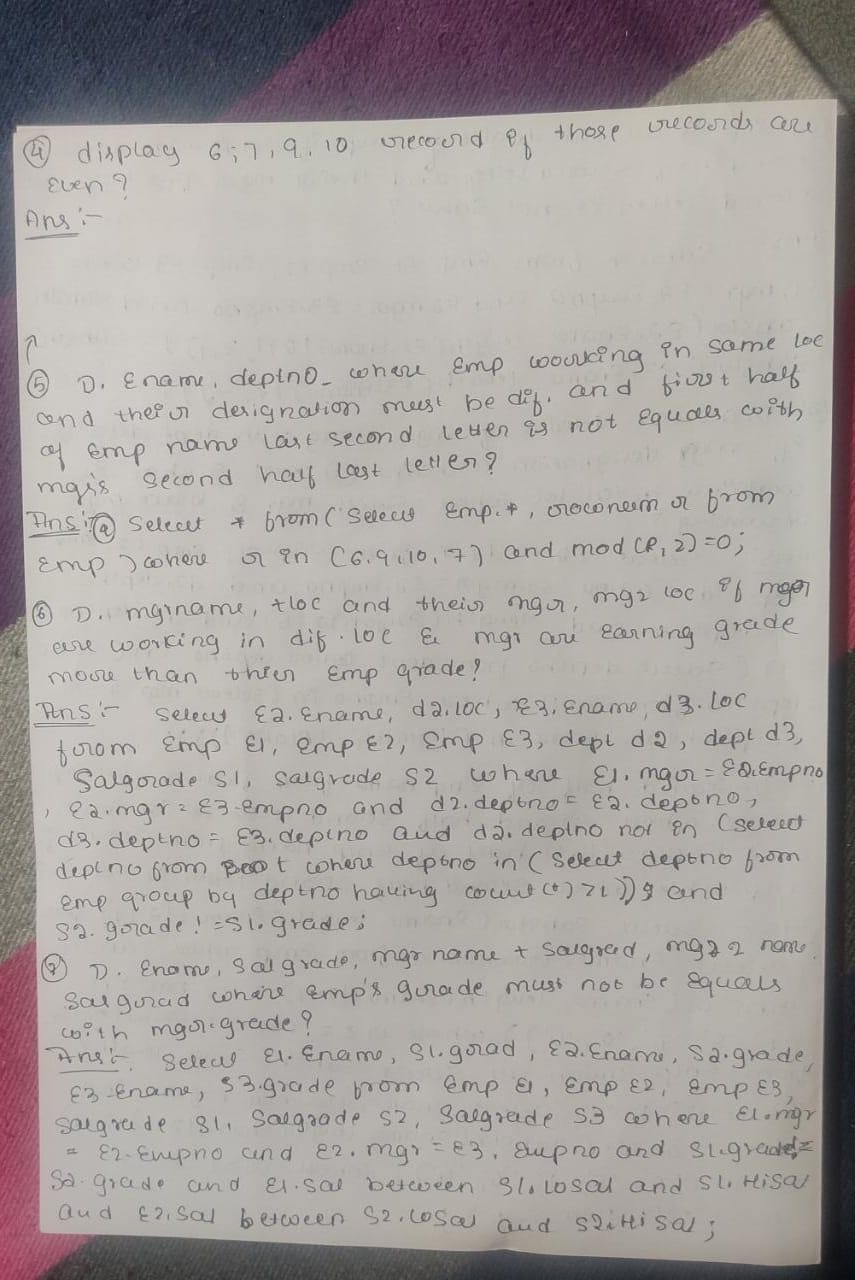 ④ display 6,7,9,10 record if those records are
Even?
Ans:-
⑤ D. Ename, deptno where Emp working in same loc
and their designation must be dif. and first half
of Emp name last second letter is not equals with
mgis second half last letter?
Ans:- ④ Select * from (Select Emp.*, rownum r from
Emp) where r in (6,9,10,7) and mod (R,2)=0;
⑥ D. mgrname, +loc and their mgr, mg2 loc if mgr
are working in dif. loc & mgr are earning grade
more than thier Emp grade?
Ans:- Select E2.Ename, d2.loc, E3.Ename, d3.loc
from Emp E1, Emp E2, Emp E3, dept d2, dept d3,
Salgrade S1, salgrade S2 where E1.mgr = E2.Empno
, E2.mgr = E3.empno and d2.deptno = E2.deptno,
d3.deptno = E3.deptno and d2.deptno not in (select
deptno from where deptno in (Select deptno from
emp group by deptno having count(*)>1)) and
S2.grade != S1.grade;
⑦ D. Ename, Salgrade, mgr name + Salgrad, mg2 name
Salgrad where emp's grade must not be equals
with mgr.grade?
Ans:- Select E1.Ename, S1.grad, E2.Ename, S2.grade,
E3.Ename, S3.grade from Emp E1, Emp E2, Emp E3,
salgrade S1, Salgrade S2, Salgrade S3 where E1.mgr
= E2.Empno and E2.mgr = E3.Empno and S1.grade !=
S2.grade and E1.sal between S1.losal and S1.Hisal
and E2.sal between S2.losal and S2.Hisal;